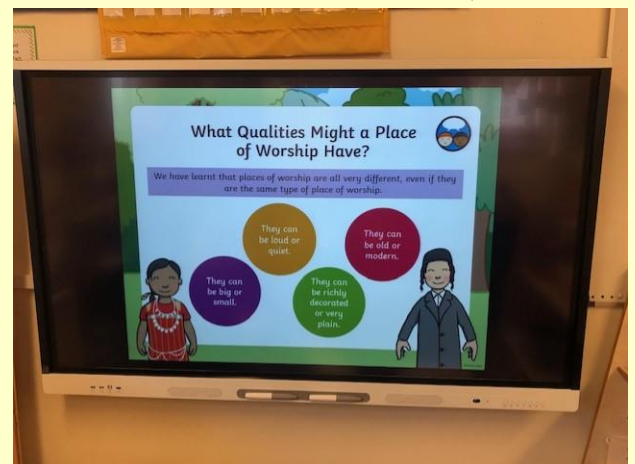 What Qualities Might a Place
of Worship Have?
We have learnt that places of worship are all very different, even if they
are the same type of place of worship.
They can
be loud or
quiet.
They can
be old or
modern.
They can
be big or
small.
They can
be richly
decorated
or very
plain.